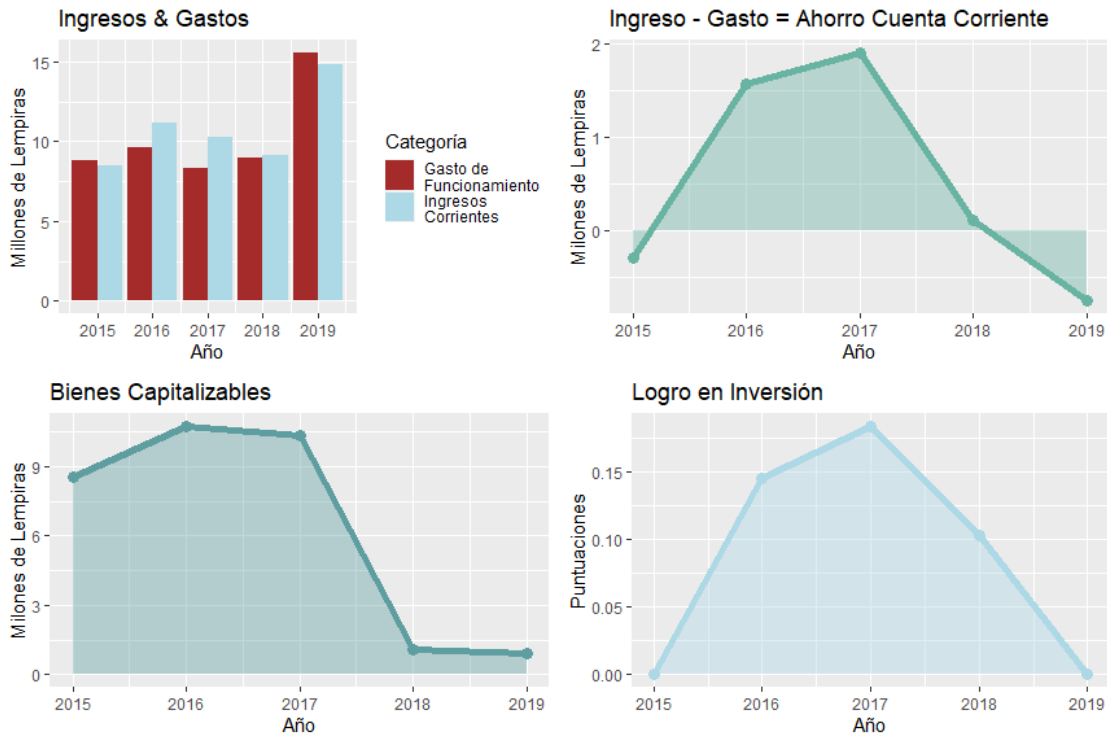 Ingresos & Gastos
Millones de Lempiras
15
10
5
0
2015 2016 2017 2018 2019
Año
Categoría
Gasto de
Funcionamiento
Ingresos
Corrientes
Ingreso - Gasto = Ahorro Cuenta Corriente
Milones de Lempiras
2
1
0
2015 2016 2017 2018 2019
Año
Bienes Capitalizables
Milones de Lempiras
9
6
3
0
2015 2016 2017 2018 2019
Año
Logro en Inversión
Puntuaciones
0.15
0.10
0.05
0.00
2015 2016 2017 2018 2019
Año